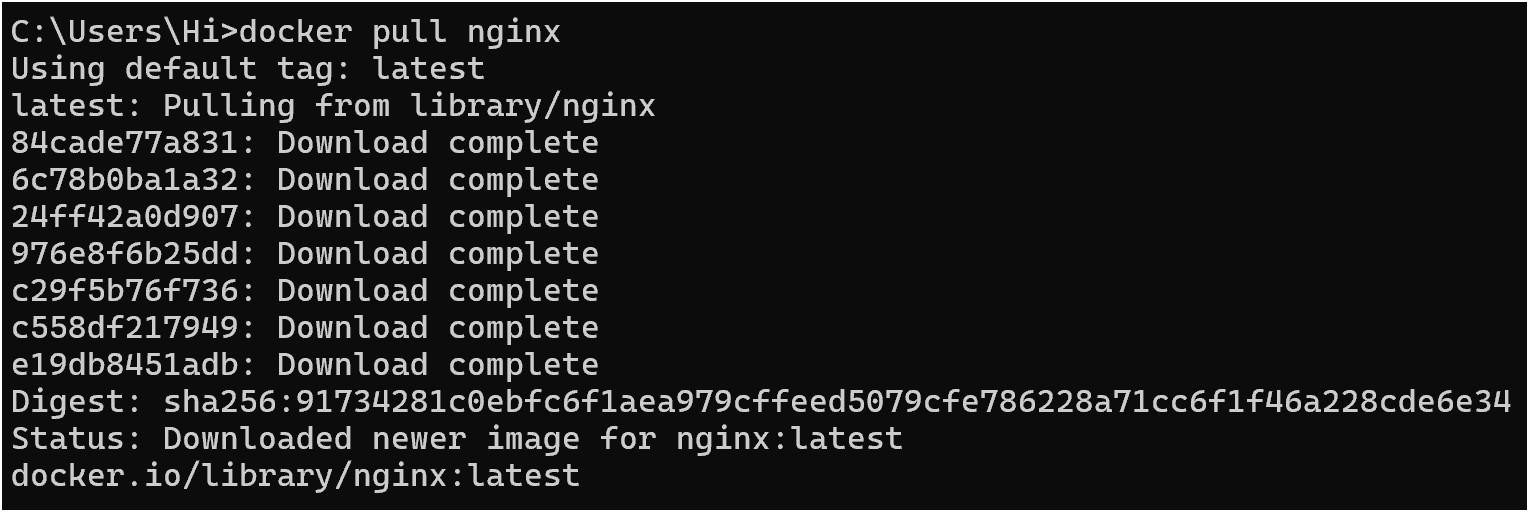 C:\Users\Hi>docker pull nginx
Using default tag: latest
latest: Pulling from library/nginx
84cade77a831: Download complete
6c78b0ba1a32: Download complete
24ff42a0d907: Download complete
976e8f6b25dd: Download complete
c29f5b76f736: Download complete
c558df217949: Download complete
e19db8451adb: Download complete
Digest: sha256:91734281c0ebfc6f1aea979cffeed5079cfe786228a71cc6f1f46a228cde6e34
Status: Downloaded newer image for nginx:latest
docker.io/library/nginx:latest